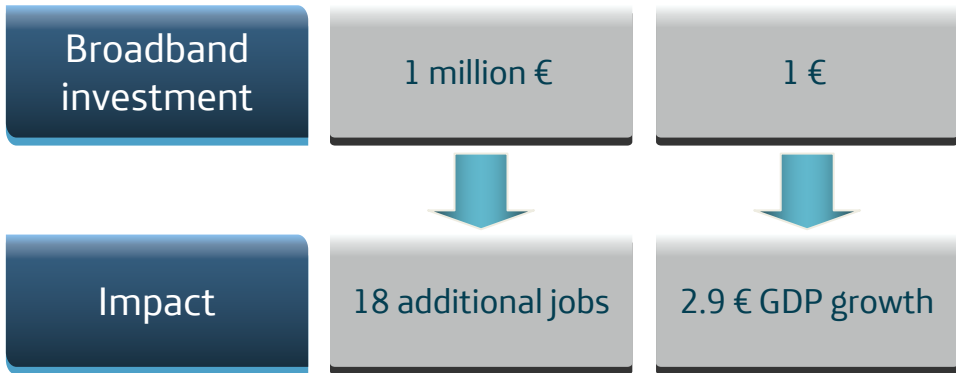 Broadband
investment
1 million €
1 €
Impact
18 additional jobs
2.9 € GDP growth